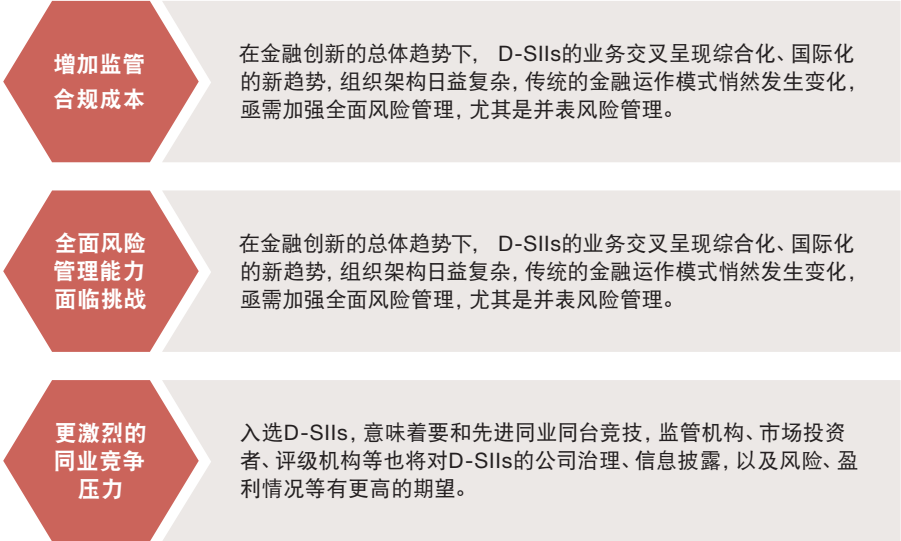 增加监管
合规成本
在金融创新的总体趋势下， D-SIIs的业务交叉呈现综合化、国际化
的新趋势，组织架构日益复杂，传统的金融运作模式悄然发生变化，
亟需加强全面风险管理，尤其是并表风险管理。
全面风险
管理能力
面临挑战
在金融创新的总体趋势下， D-SIIs的业务交叉呈现综合化、国际化
的新趋势，组织架构日益复杂，传统的金融运作模式悄然发生变化，
亟需加强全面风险管理，尤其是并表风险管理。
更激烈的
同业竞争
压力
入选D-SIIs，意味着要和先进同业同台竞技，监管机构、市场投资
者、评级机构等也将对D-SIIs的公司治理、信息披露，以及风险、盈
利情况等有更高的期望。